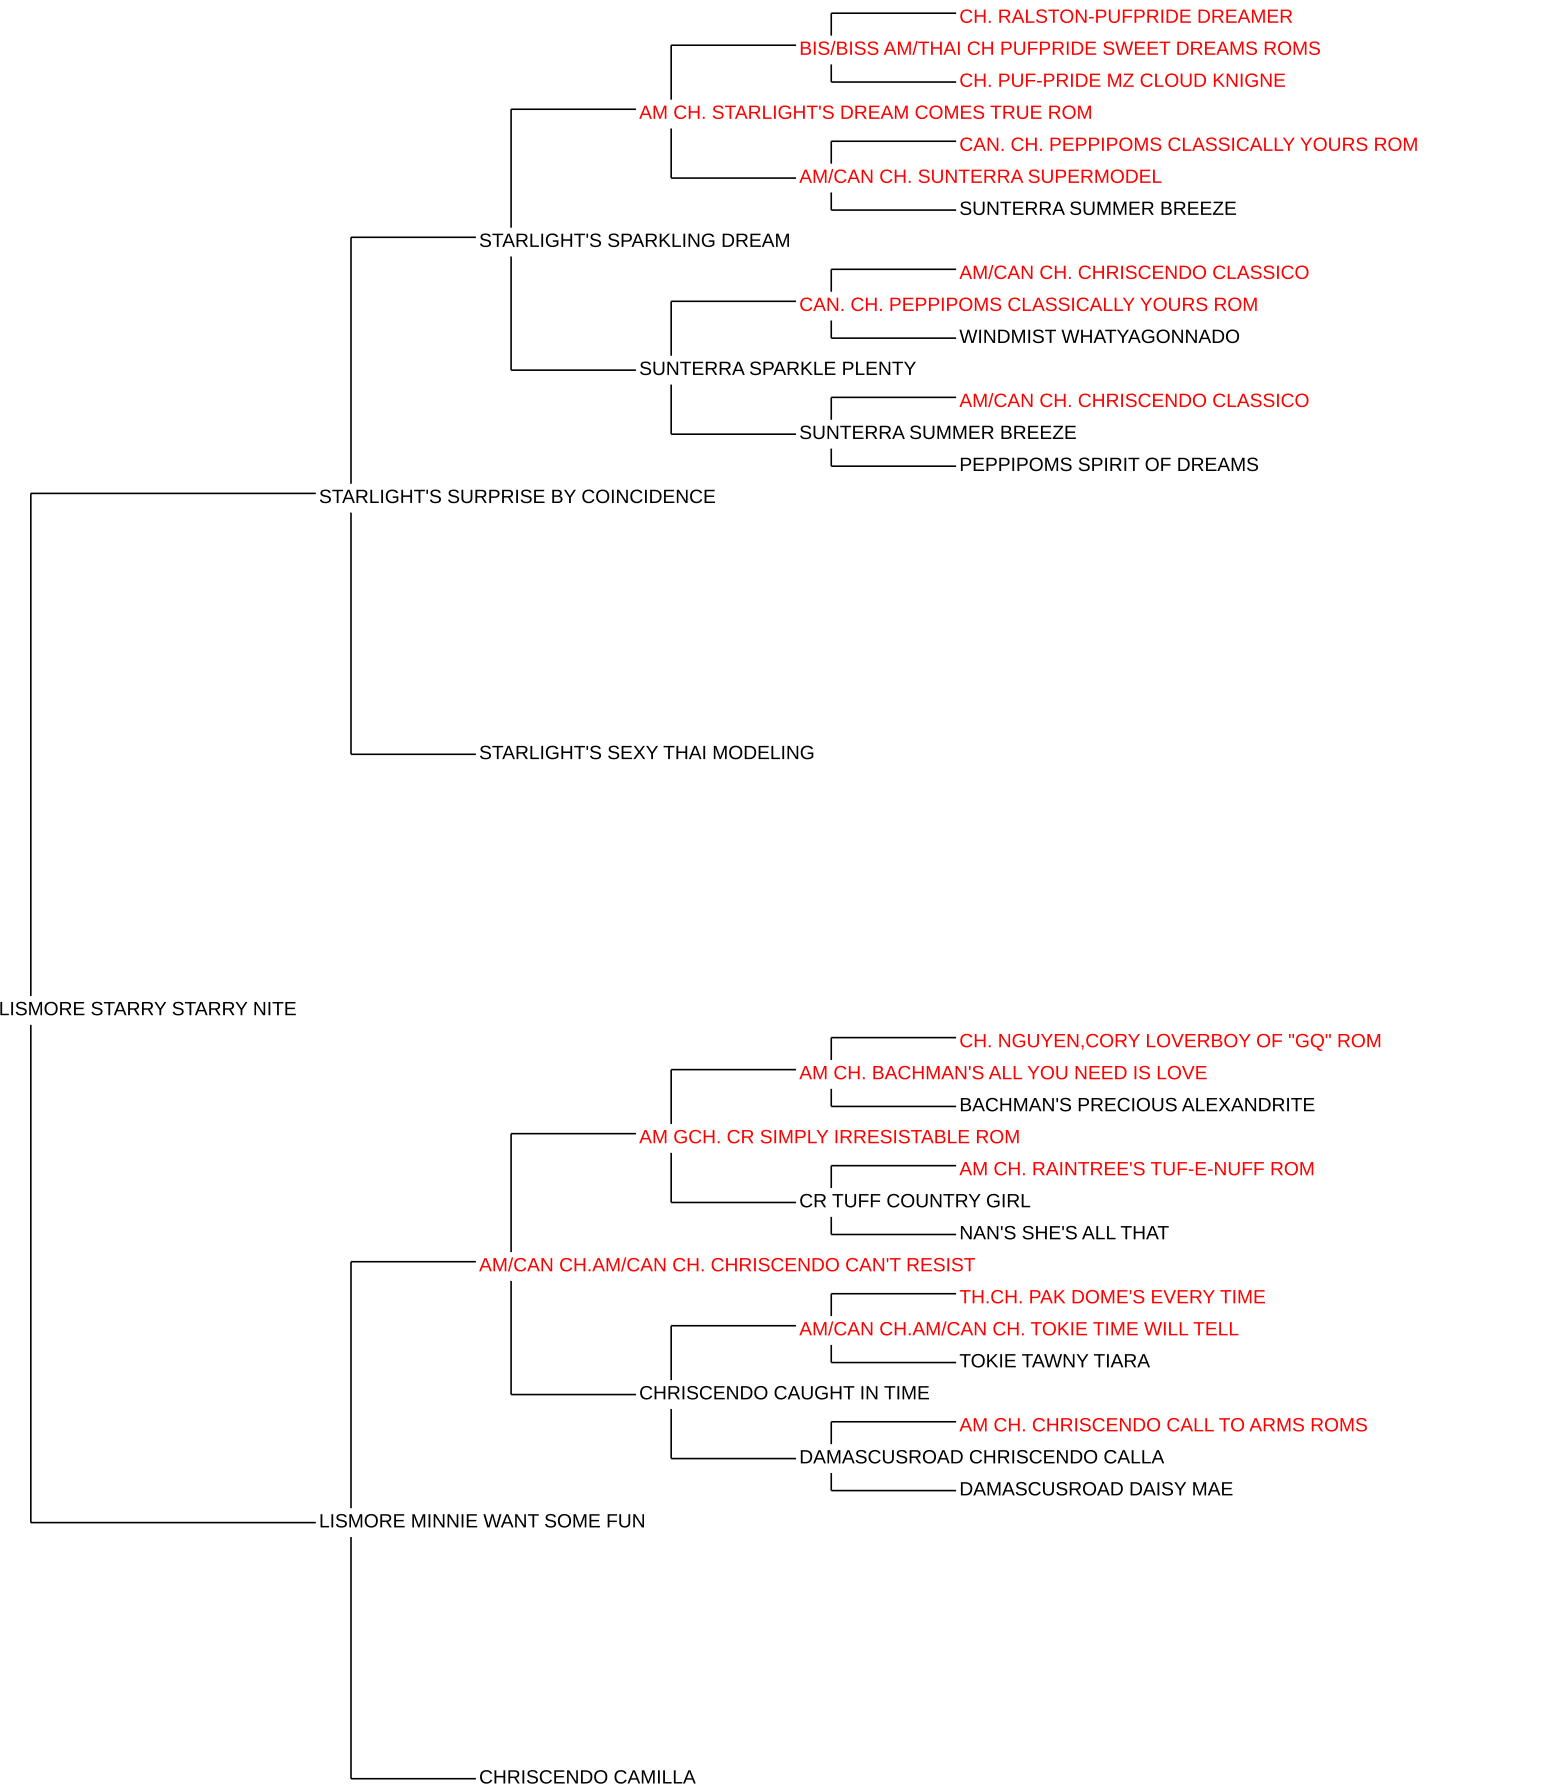 CH. RALSTON-PUFPRIDE DREAMER
BIS/BISS AM/THAI CH PUFPRIDE SWEET DREAMS ROMS
CH. PUF-PRIDE MZ CLOUD KNIGNE
AM CH. STARLIGHT'S DREAM COMES TRUE ROM
CAN. CH. PEPPIPOMS CLASSICALLY YOURS ROM
AM/CAN CH. SUNTERRA SUPERMODEL
SUNTERRA SUMMER BREEZE
STARLIGHT'S SPARKLING DREAM
AM/CAN CH. CHRISCENDO CLASSICO
CAN. CH. PEPPIPOMS CLASSICALLY YOURS ROM
WINDMIST WHATYAGONNADO
SUNTERRA SPARKLE PLENTY
AM/CAN CH. CHRISCENDO CLASSICO
SUNTERRA SUMMER BREEZE
PEPPIPOMS SPIRIT OF DREAMS
STARLIGHT'S SURPRISE BY COINCIDENCE
STARLIGHT'S SEXY THAI MODELING
LISMORE STARRY STARRY NITE
CH. NGUYEN,CORY LOVERBOY OF "GQ" ROM
AM CH. BACHMAN'S ALL YOU NEED IS LOVE
BACHMAN'S PRECIOUS ALEXANDRITE
AM GCH. CR SIMPLY IRRESISTABLE ROM
AM CH. RAINTREE'S TUF-E-NUFF ROM
CR TUFF COUNTRY GIRL
NAN'S SHE'S ALL THAT
AM/CAN CH.AM/CAN CH. CHRISCENDO CAN'T RESIST
TH.CH. PAK DOME'S EVERY TIME
AM/CAN CH.AM/CAN CH. TOKIE TIME WILL TELL
TOKIE TAWNY TIARA
CHRISCENDO CAUGHT IN TIME
AM CH. CHRISCENDO CALL TO ARMS ROMS
DAMASCUSROAD CHRISCENDO CALLA
DAMASCUSROAD DAISY MAE
LISMORE MINNIE WANT SOME FUN
CHRISCENDO CAMILLA